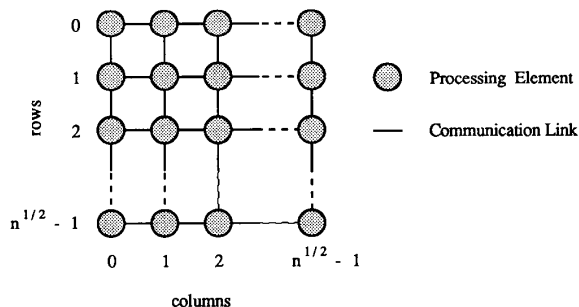 0
1
Processing Element
rows
2
Communication Link
n^{1/2} - 1
0 1 2 n^{1/2} - 1
columns